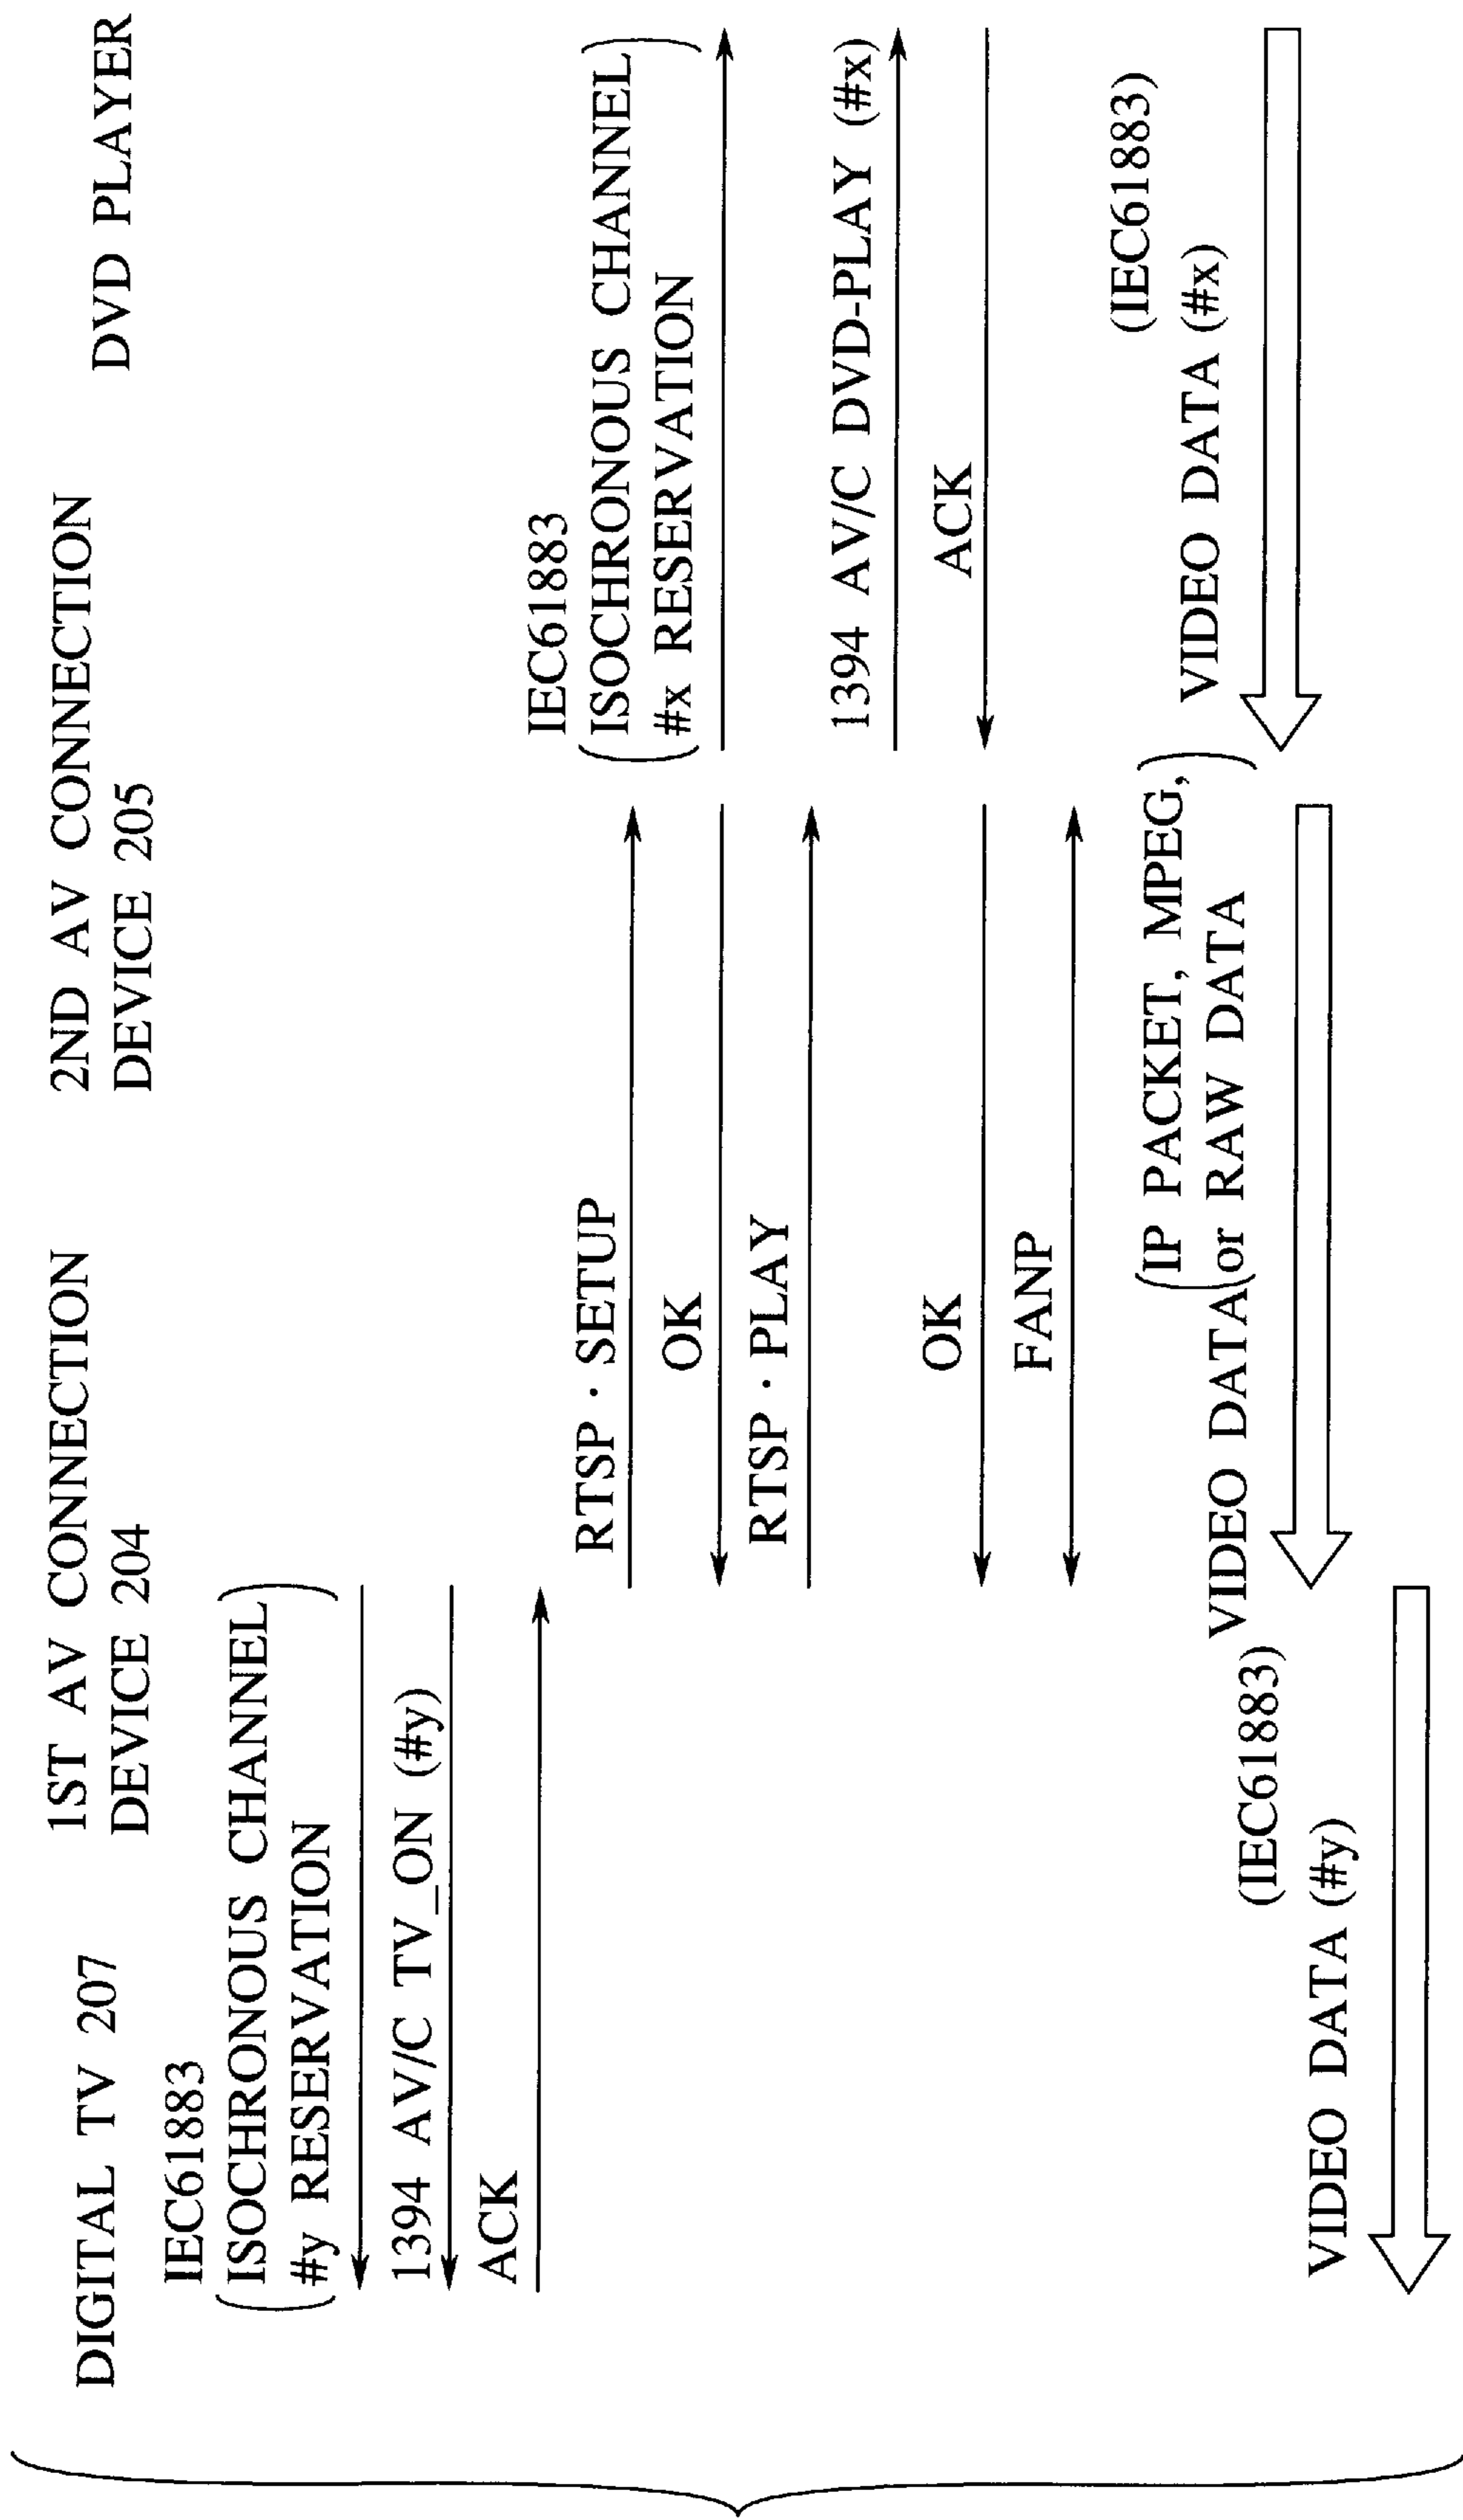 DIGITAL TV 207
1ST AV CONNECTION
DEVICE 204
2ND AV CONNECTION
DEVICE 205
DVD PLAYER
IEC61883
(ISOCHRONOUS CHANNEL
#y RESERVATION)
1394 AV/C TV_ON (#y)
ACK
IEC61883
(ISOCHRONOUS CHANNEL
#x RESERVATION)
RTSP · SETUP
OK
RTSP · PLAY
1394 AV/C DVD-PLAY (#x)
ACK
OK
FANP
(IEC61883)
VIDEO DATA (#x)
(IP PACKET, MPEG,
VIDEO DATA or RAW DATA)
(IEC61883)
VIDEO DATA (#y)